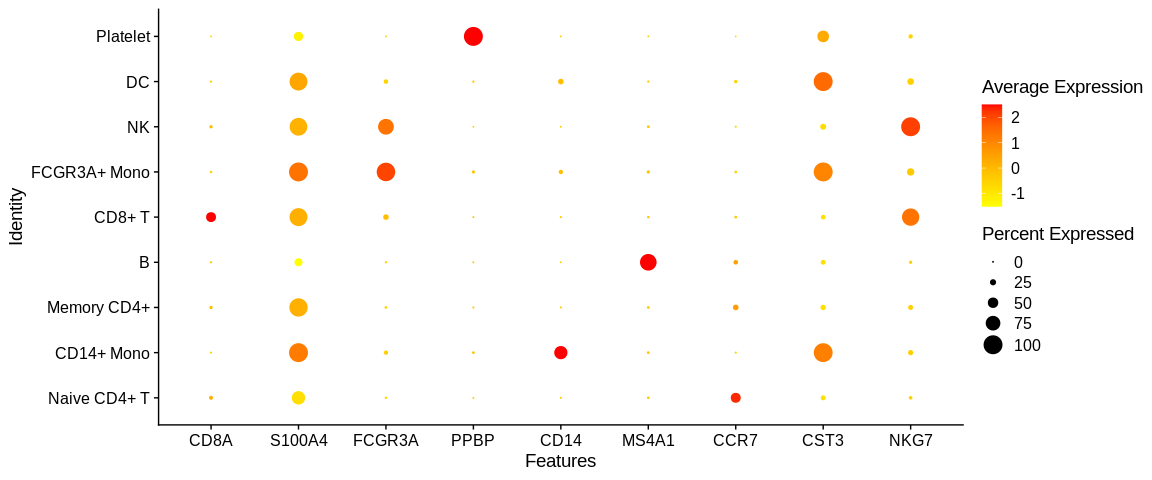 Platelet
DC
NK
FCGR3A+ Mono
CD8+ T
B
Memory CD4+
CD14+ Mono
Naive CD4+ T
Identity
CD8A S100A4 FCGR3A PPBP CD14 MS4A1 CCR7 CST3 NKG7
Features
Average Expression
2
1
0
-1
Percent Expressed
0
25
50
75
100